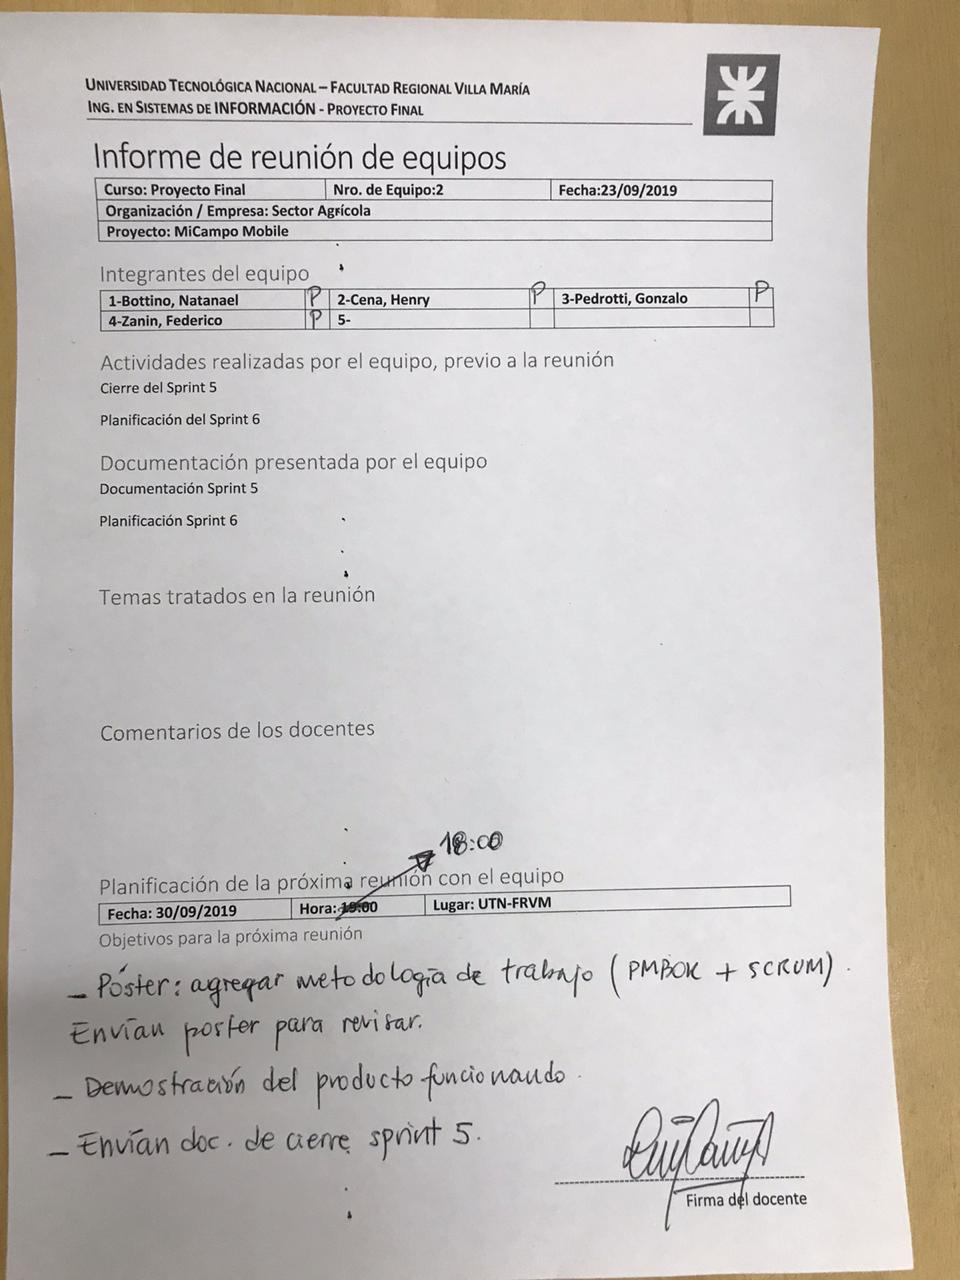 UNIVERSIDAD TECNOLÓGICA NACIONAL – FACULTAD REGIONAL VILLA MARÍA
ING. EN SISTEMAS DE INFORMACIÓN - PROYECTO FINAL
Informe de reunión de equipos
Curso: Proyecto Final Nro. de Equipo:2 Fecha:23/09/2019
Organización / Empresa: Sector Agrícola
Proyecto: MiCampo Mobile
Integrantes del equipo
1-Bottino, Natanael P 2-Cena, Henry P 3-Pedrotti, Gonzalo P
4-Zanin, Federico P 5-
Actividades realizadas por el equipo, previo a la reunión
Cierre del Sprint 5
Planificación del Sprint 6
Documentación presentada por el equipo
Documentación Sprint 5
Planificación Sprint 6
Temas tratados en la reunión
Comentarios de los docentes
18:00
Planificación de la próxima reunión con el equipo
Fecha: 30/09/2019 Hora: 19:00 Lugar: UTN-FRVM
Objetivos para la próxima reunión
- Póster: agregar metodología de trabajo (PMBOK + SCRUM).
Envían poster para revisar.
- Demostración del producto funcionando.
- Envían doc. de cierre sprint 5.
Firma del docente